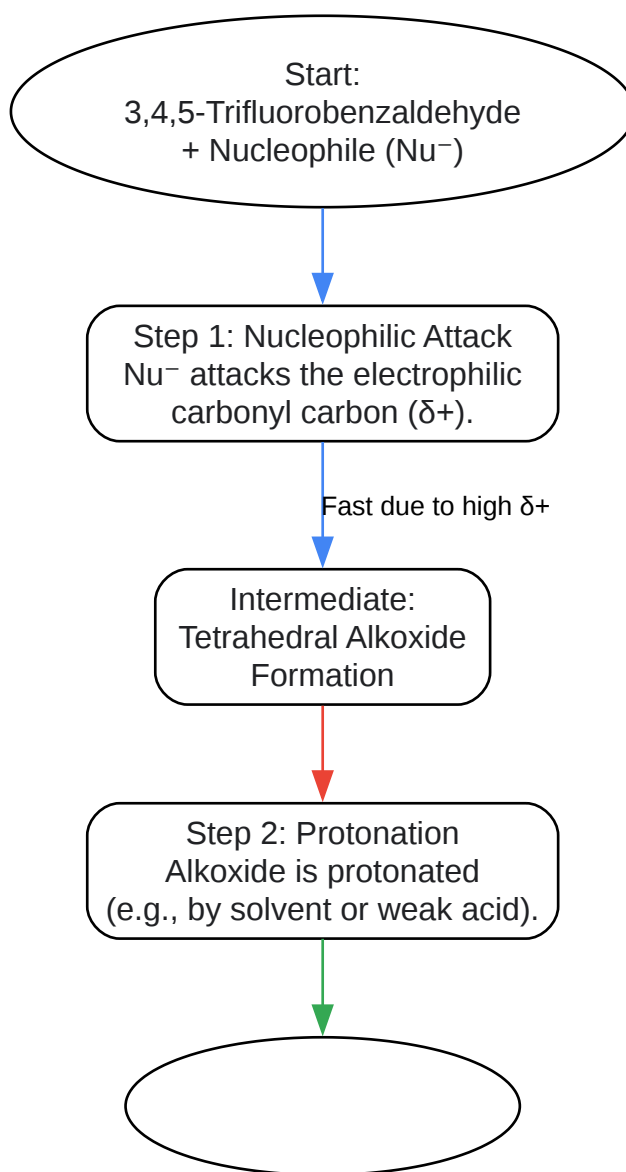 Start:
3,4,5-Trifluorobenzaldehyde
+ Nucleophile (Nu⁻)
Step 1: Nucleophilic Attack
Nu⁻ attacks the electrophilic
carbonyl carbon (δ+).
Fast due to high δ+
Intermediate:
Tetrahedral Alkoxide
Formation
Step 2: Protonation
Alkoxide is protonated
(e.g., by solvent or weak acid).